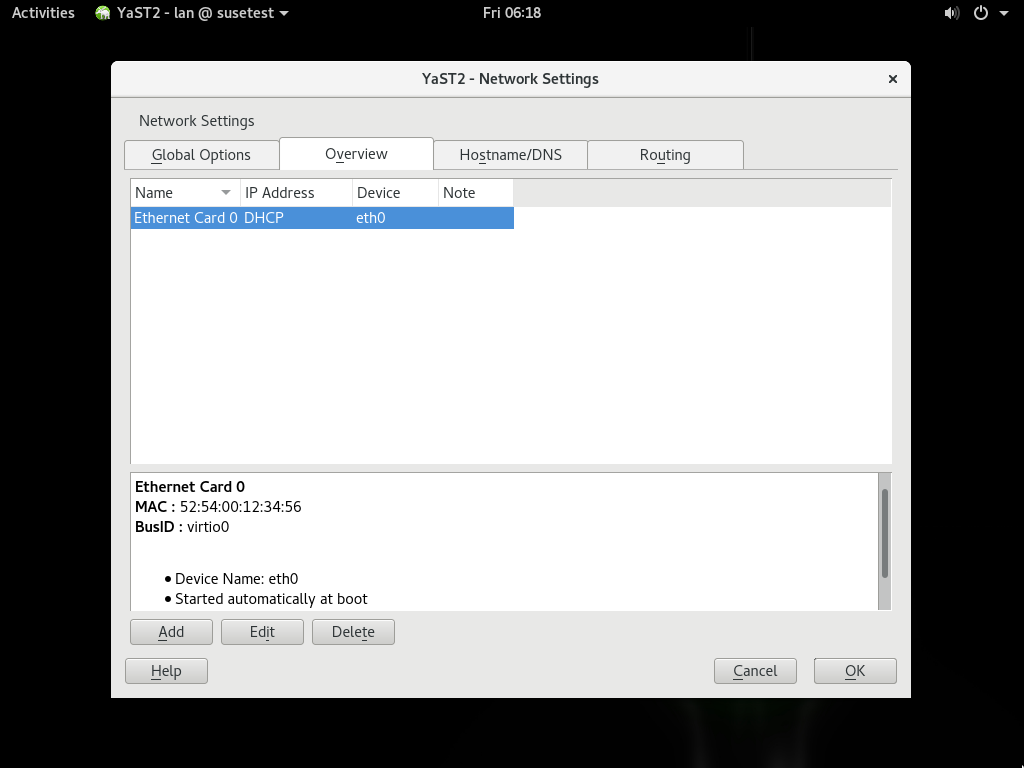 Activities YaST2 - lan @ susetest Fri 06:18
YaST2 - Network Settings
Network Settings
Global Options Overview Hostname/DNS Routing
Name IP Address Device Note
Ethernet Card 0 DHCP eth0
Ethernet Card 0
MAC : 52:54:00:12:34:56
BusID : virtio0
• Device Name: eth0
• Started automatically at boot
Add Edit Delete
Help Cancel OK